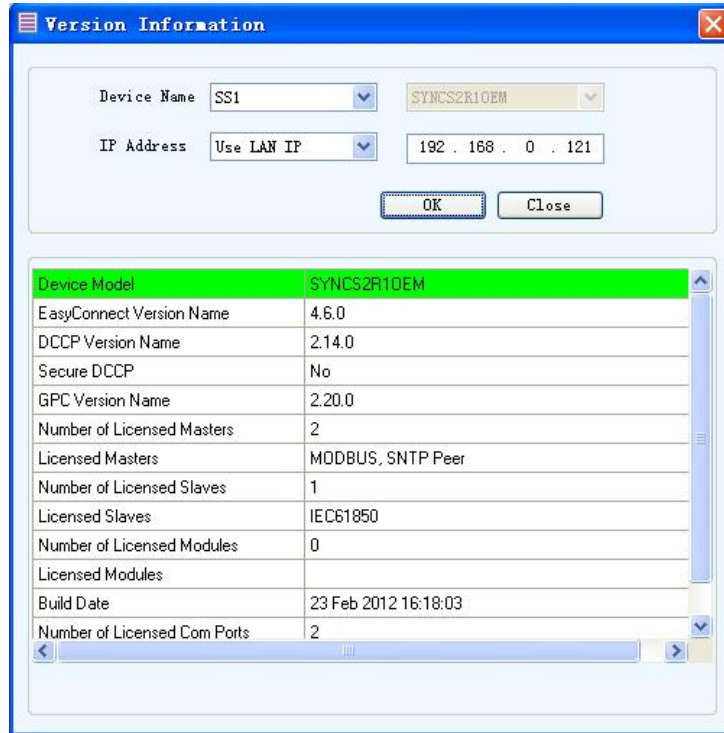 Version Information
Device Name SS1 SYNCS2R1OEM
IP Address Use LAN IP 192 . 168 . 0 . 121
OK Close
Device Model SYNCS2R1OEM
EasyConnect Version Name 4.6.0
DCCP Version Name 2.14.0
Secure DCCP No
GPC Version Name 2.20.0
Number of Licensed Masters 2
Licensed Masters MODBUS, SNTP Peer
Number of Licensed Slaves 1
Licensed Slaves IEC61850
Number of Licensed Modules 0
Licensed Modules
Build Date 23 Feb 2012 16:18:03
Number of Licensed Com Ports 2